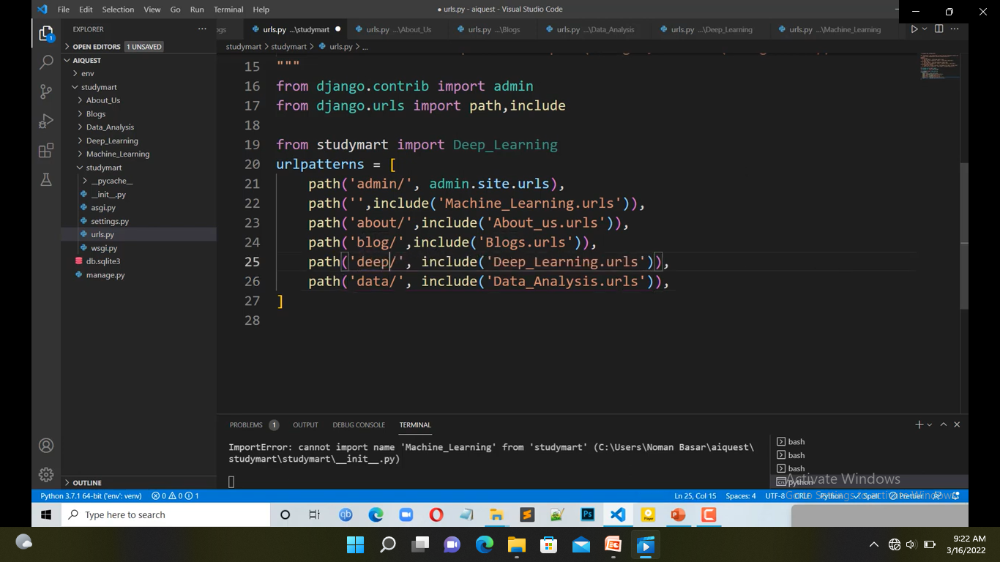 File Edit Selection View Go Run Terminal Help
● urls.py - aiquest - Visual Studio Code
EXPLORER
ogs urls.py ...\studymart urls.py ...\About_Us urls.py ...\Blogs urls.py ...\Data_Analysis urls.py ...\Deep_Learning urls.py ...\Machine_Learning
OPEN EDITORS 1 UNSAVED
studymart > studymart > urls.py > ...
AIQUEST
env
studymart
About_Us
Blogs
Data_Analysis
Deep_Learning
Machine_Learning
studymart
__pycache__
__init__.py
asgi.py
settings.py
urls.py
wsgi.py
db.sqlite3
manage.py
OUTLINE
15 """
16 from django.contrib import admin
17 from django.urls import path,include
18
19 from studymart import Deep_Learning
20 urlpatterns = [
21     path('admin/', admin.site.urls),
22     path('',include('Machine_Learning.urls')),
23     path('about/',include('About_us.urls')),
24     path('blog/',include('Blogs.urls')),
25     path('deep/', include('Deep_Learning.urls')),
26     path('data/', include('Data_Analysis.urls')),
27 ]
28
PROBLEMS 1 OUTPUT DEBUG CONSOLE TERMINAL
ImportError: cannot import name 'Machine_Learning' from 'studymart' (C:\Users\Noman Basar\aiquest\
studymart\studymart\__init__.py)
bash
bash
bash
python
Activate Windows
Go to Settings to activate Windows.
Python 3.7.1 64-bit ('env': venv) 0 0 1 Ln 25, Col 15 Spaces: 4 UTF-8 CRLF Python Spell Prettier
Type here to search
9:22 AM
3/16/2022